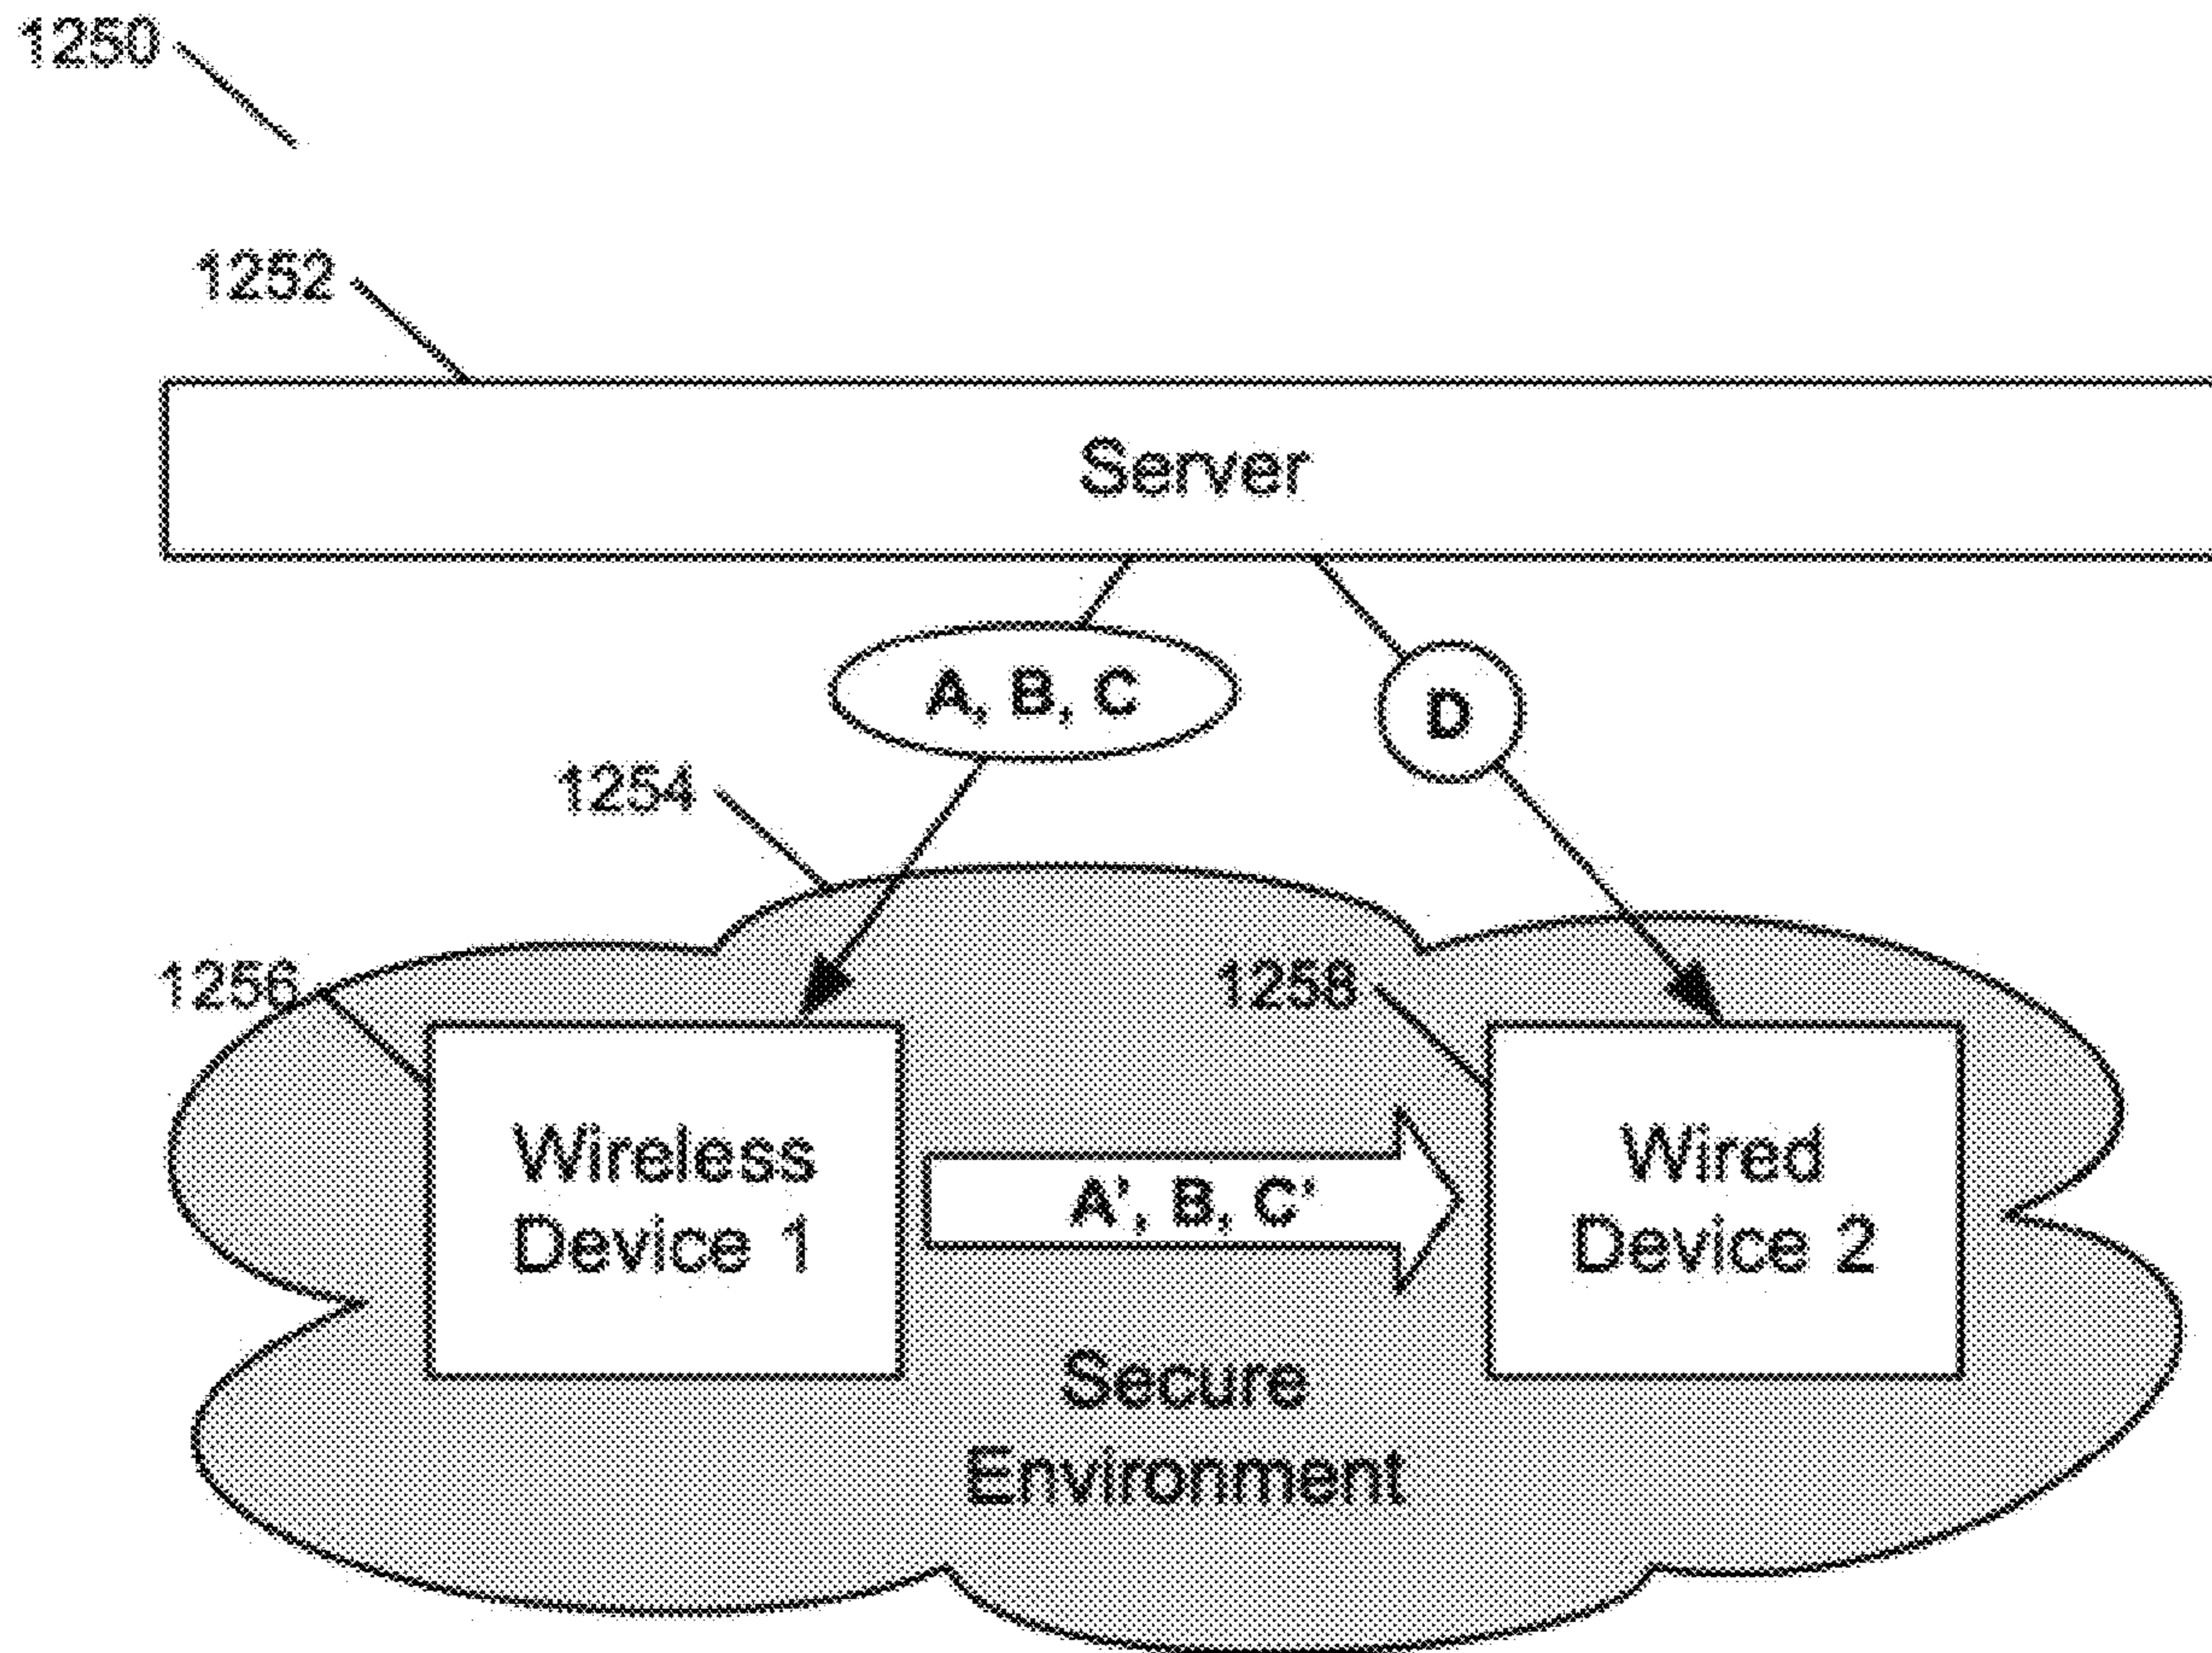 1250
1252
Server
A, B, C
D
1254
1256
1258
Wireless
Device 1
A', B, C'
Wired
Device 2
Secure
Environment